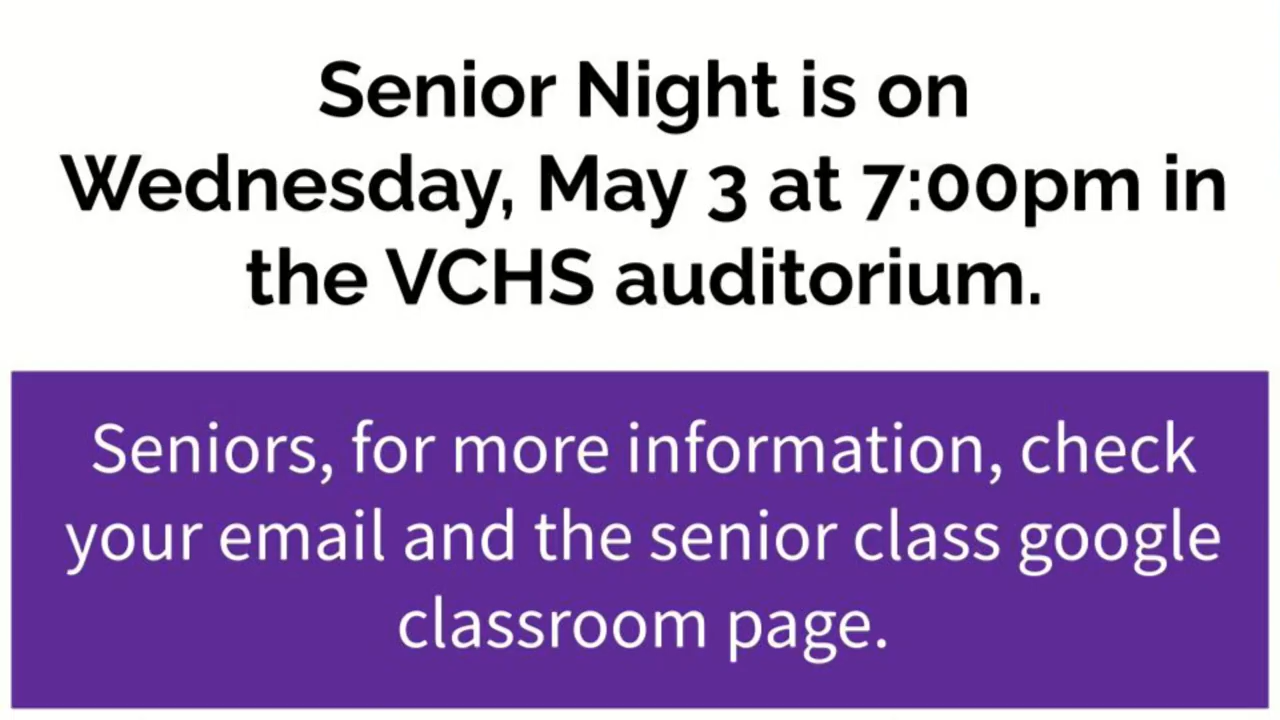 Senior Night is on
Wednesday, May 3 at 7:00pm in
the VCHS auditorium.
Seniors, for more information, check
your email and the senior class google
classroom page.